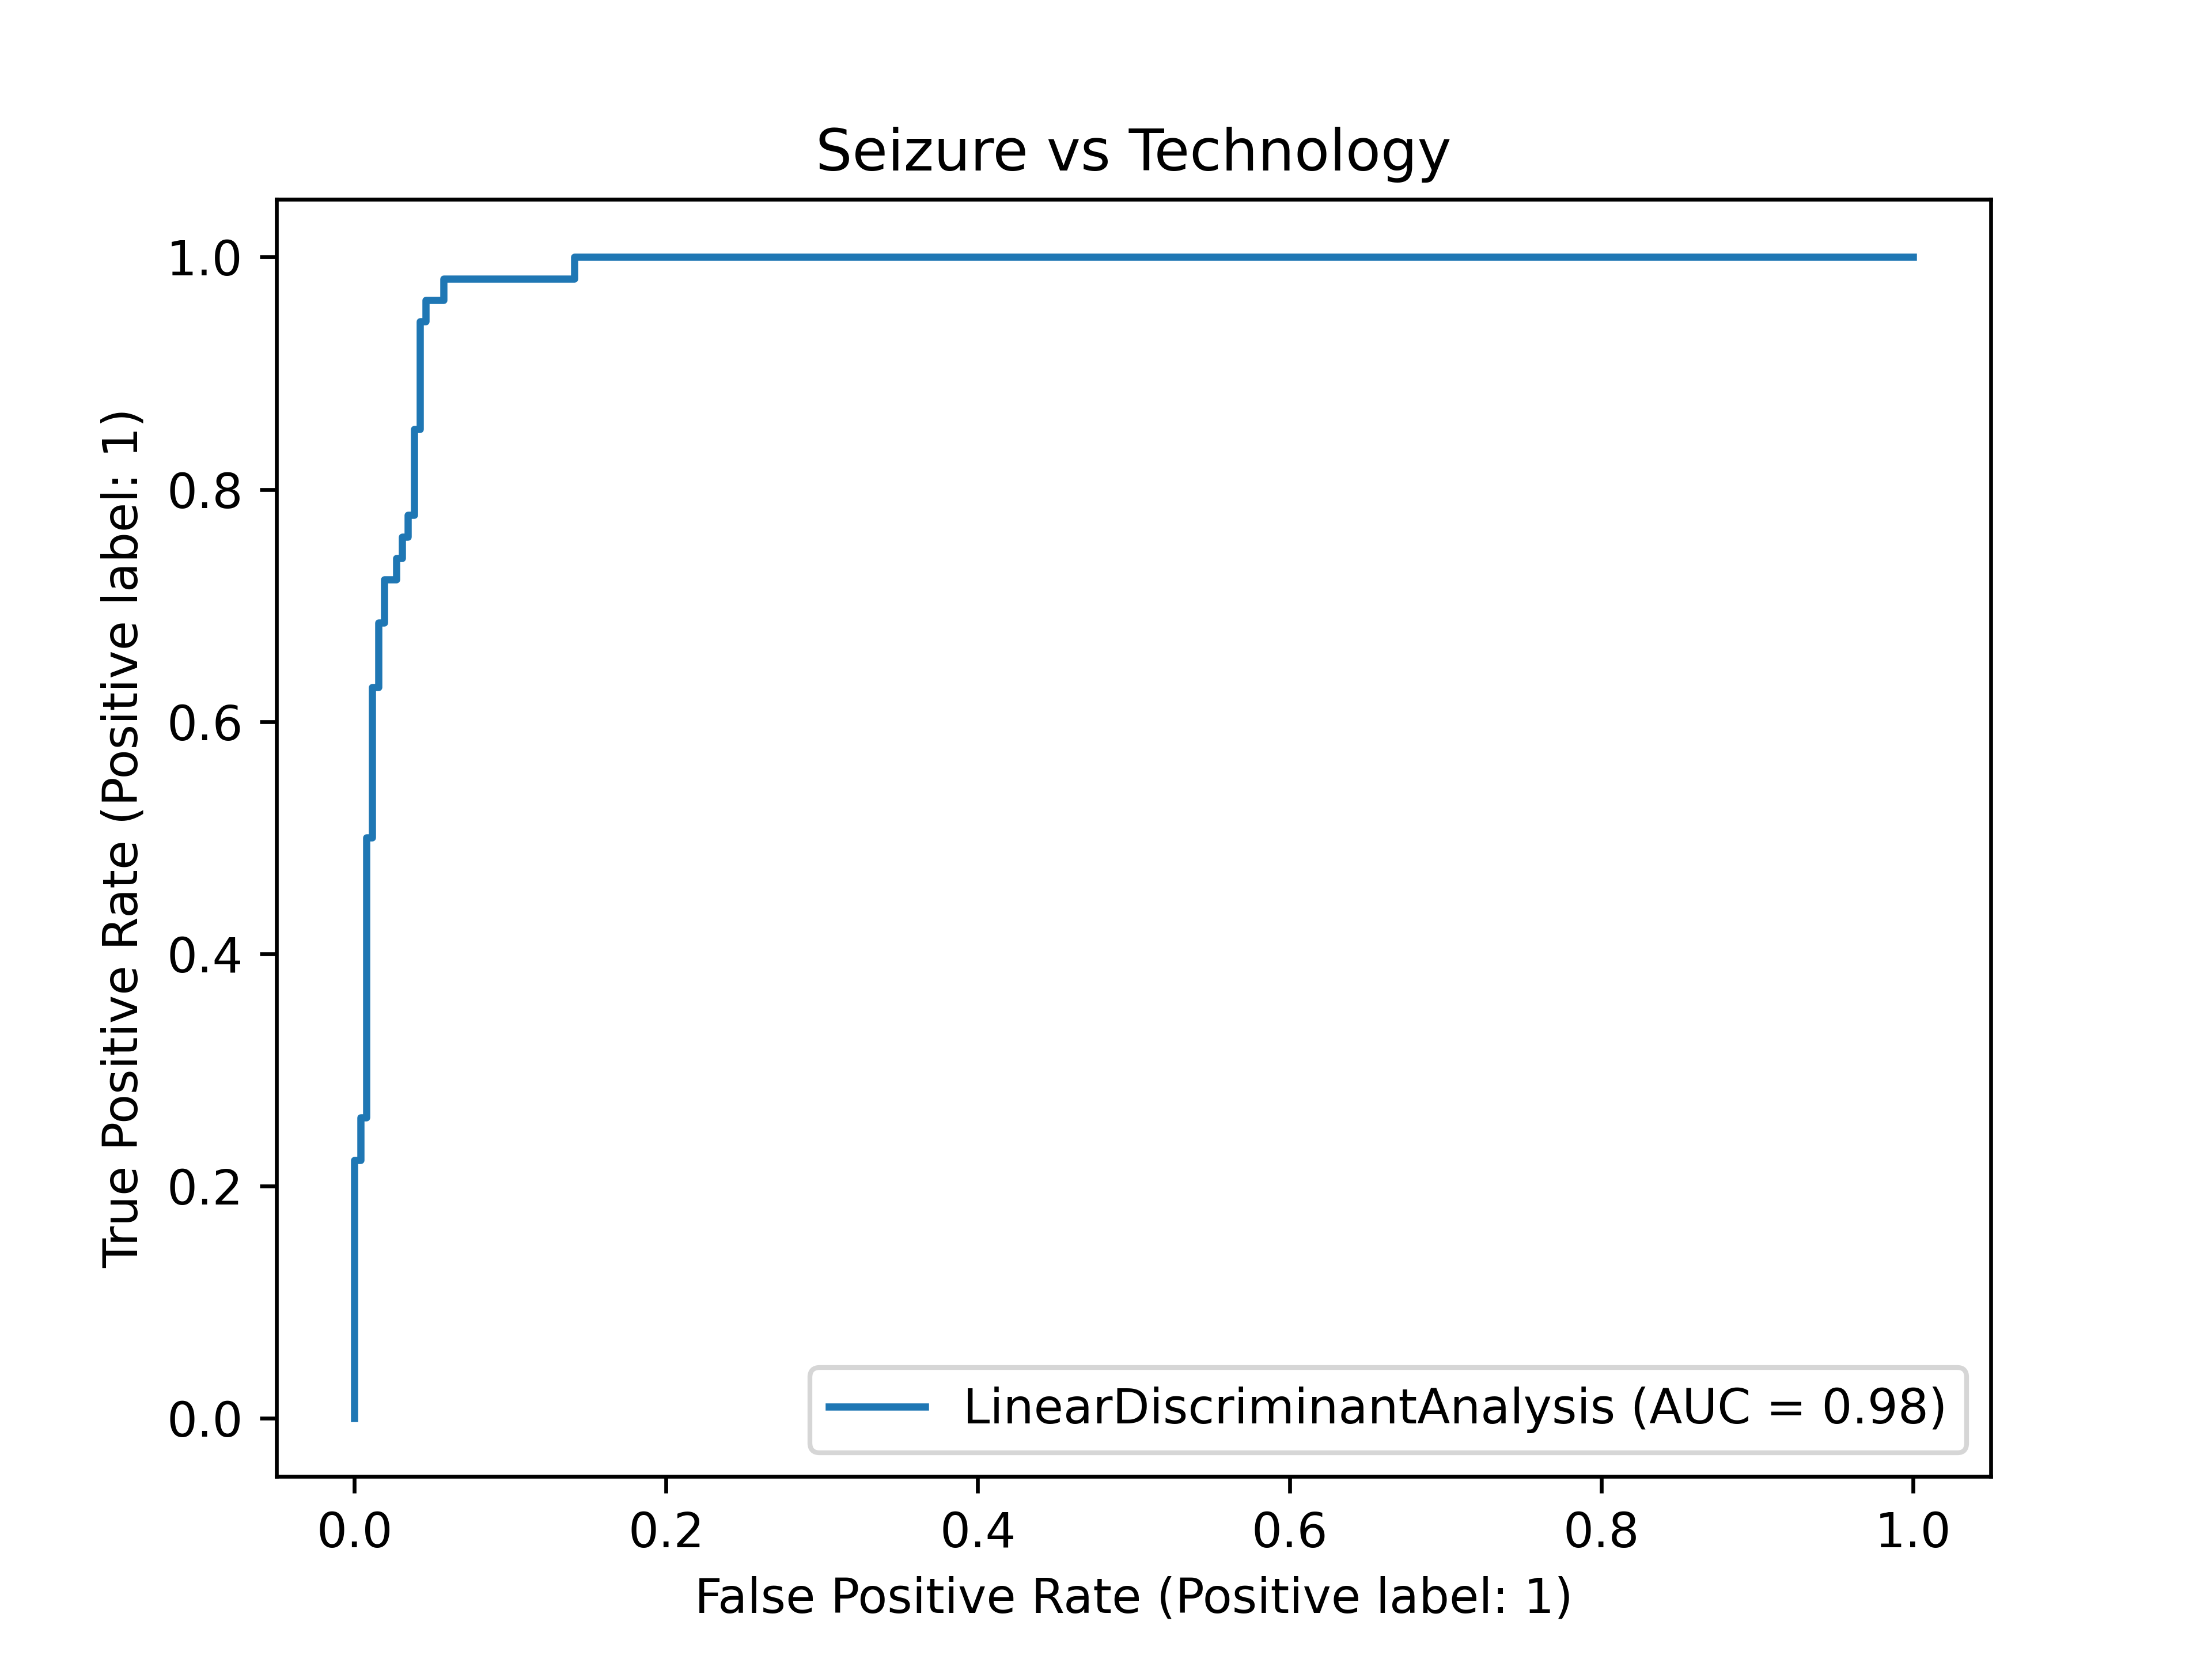 Seizure vs Technology
1.0
0.8
0.6
0.4
0.2
0.0
True Positive Rate (Positive label: 1)
LinearDiscriminantAnalysis (AUC = 0.98)
0.0 0.2 0.4 0.6 0.8 1.0
False Positive Rate (Positive label: 1)